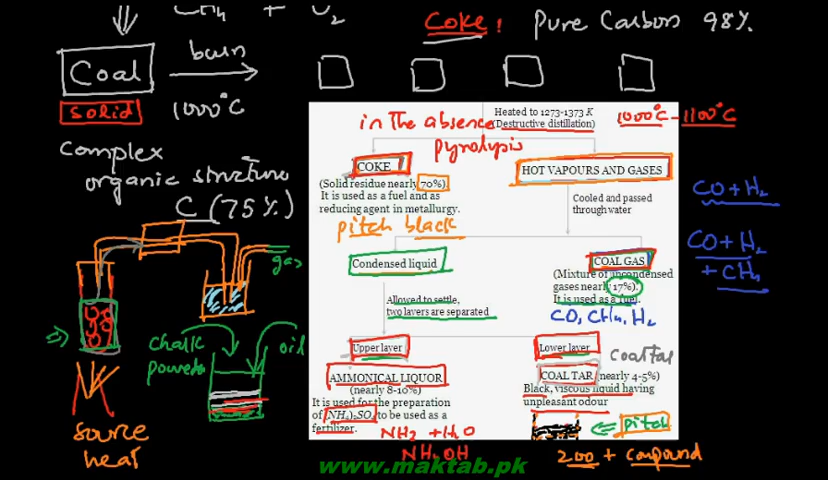 CH4 + O2
Coke: Pure Carbon 98%
Coal
burn
1000°C
solid
Complex
organic structure
C (75%)
in the absence
Pyrolysis
Heated to 1273-1373 K
(Destructive distillation)
1000°C - 1100°C
COKE
(Solid residue nearly 70%)
It is used as a fuel and as
reducing agent in metallurgy.
pitch black
HOT VAPOURS AND GASES
Cooled and passed
through water
CO + H2
CO + H2
+ CH4
gas
Condensed liquid
COAL GAS
(Mixture of uncondensed
gases nearly 17%).
It is used as a fuel.
CO, CH4, H2
Allowed to settle,
two layers are separated
Chalk
powder
oil
Upper layer
AMMONICAL LIQUOR
(nearly 8-10%)
It is used for the preparation
of (NH4)2SO4 to be used as a
fertilizer.
NH3 + H2O
NH4OH
Lower layer
Coaltar
COAL TAR (nearly 4-5%)
Black, viscous liquid having
unpleasant odour
pitch
200 + compound
source
heat
www.maktab.pk